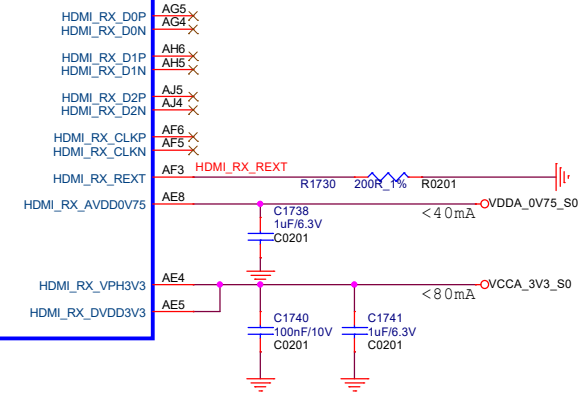 HDMI_RX_D0P AG5
HDMI_RX_D0N AG4
HDMI_RX_D1P AH6
HDMI_RX_D1N AH5
HDMI_RX_D2P AJ5
HDMI_RX_D2N AJ4
HDMI_RX_CLKP AF6
HDMI_RX_CLKN AF5
HDMI_RX_REXT AF3 HDMI_RX_REXT
R1730 200R_1% R0201
HDMI_RX_AVDD0V75 AE8 VDDA_0V75_S0
<40mA
C1738
1uF/6.3V
C0201
HDMI_RX_VPH3V3 AE4 VCCA_3V3_S0
<80mA
HDMI_RX_DVDD3V3 AE5
C1740 C1741
100nF/10V 1uF/6.3V
C0201 C0201